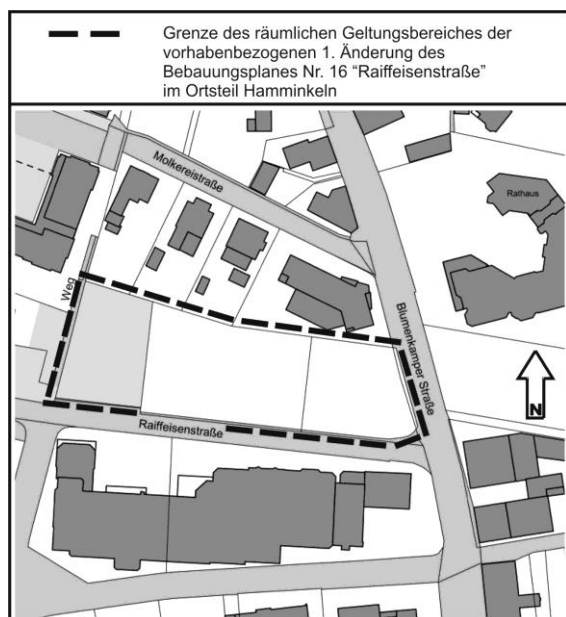 Grenze des räumlichen Geltungsbereiches der
vorhabenbezogenen 1. Änderung des
Bebauungsplanes Nr. 16 "Raiffeisenstraße"
im Ortsteil Hamminkeln
Molkereistraße
Rathaus
Weg
Blumenkamper Straße
N
Raiffeisenstraße